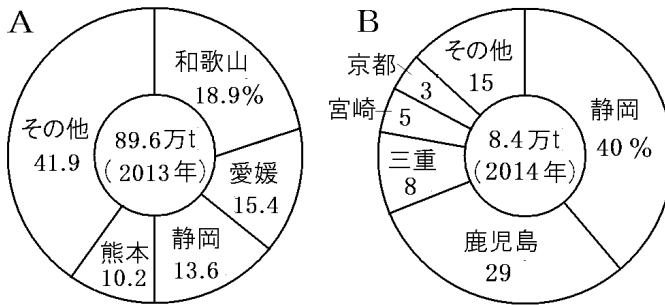 A
和歌山
18.9%
愛媛
15.4
静岡
13.6
熊本
10.2
その他
41.9
89.6万t
(2013年)
B
静岡
40%
鹿児島
29
三重
8
宮崎
5
京都
3
その他
15
8.4万t
(2014年)